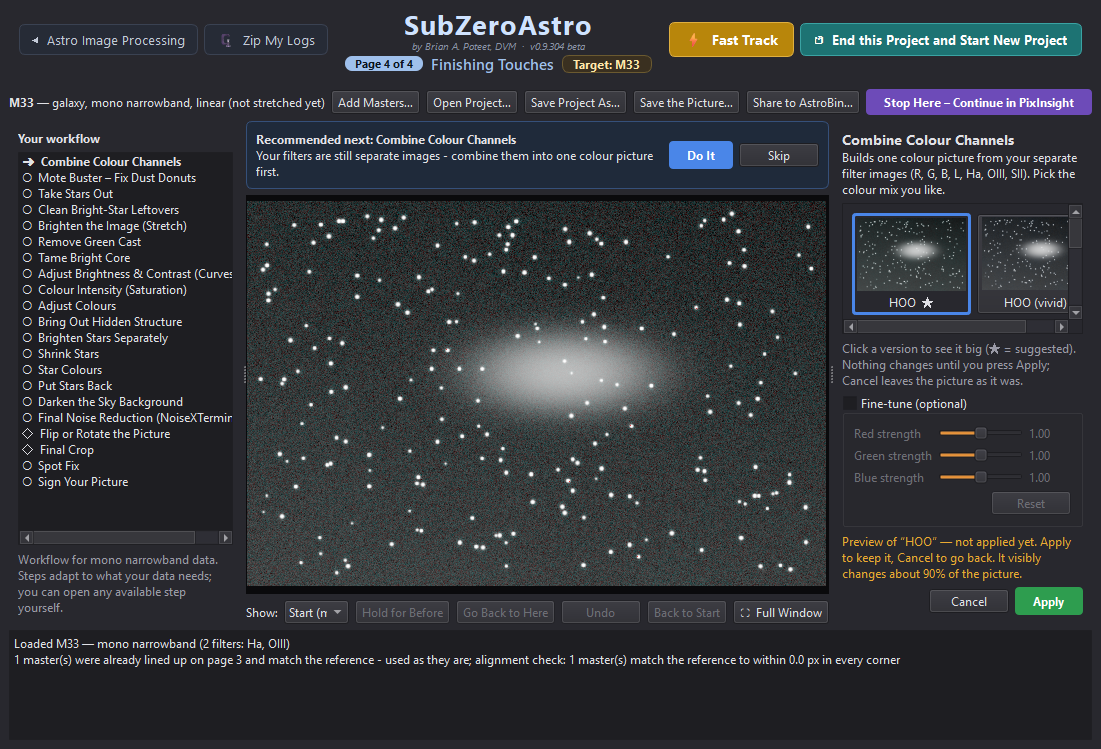 Astro Image Processing
Zip My Logs
SubZeroAstro
by Brian A. Pateet, DVM · v0.9.304 beta
Page 4 of 4
Finishing Touches
Target: M33
Fast Track
End this Project and Start New Project
M33 — galaxy, mono narrowband, linear (not stretched yet)
Add Masters...
Open Project...
Save Project As...
Save the Picture...
Share to AstroBin...
Stop Here – Continue in PixInsight
Your workflow
Combine Colour Channels
Mote Buster – Fix Dust Donuts
Take Stars Out
Clean Bright-Star Leftovers
Brighten the Image (Stretch)
Remove Green Cast
Tame Bright Core
Adjust Brightness & Contrast (Curves
Colour Intensity (Saturation)
Adjust Colours
Bring Out Hidden Structure
Brighten Stars Separately
Shrink Stars
Star Colours
Put Stars Back
Darken the Sky Background
Final Noise Reduction (NoiseXTermin
Flip or Rotate the Picture
Final Crop
Spot Fix
Sign Your Picture
Workflow for mono narrowband data.
Steps adapt to what your data needs;
you can open any available step
yourself.
Recommended next: Combine Colour Channels
Your filters are still separate images - combine them into one colour picture
first.
Do It
Skip
Show:
Start (n
Hold for Before
Go Back to Here
Undo
Back to Start
Full Window
Combine Colour Channels
Builds one colour picture from your separate
filter images (R, G, B, L, Ha, OIII, SII). Pick the
colour mix you like.
HOO ★
HOO (vivid)
Click a version to see it big (★ = suggested).
Nothing changes until you press Apply;
Cancel leaves the picture as it was.
Fine-tune (optional)
Red strength 1.00
Green strength 1.00
Blue strength 1.00
Reset
Preview of “HOO” — not applied yet. Apply
to keep it, Cancel to go back. It visibly
changes about 90% of the picture.
Cancel
Apply
Loaded M33 — mono narrowband (2 filters: Ha, OIII)
1 master(s) were already lined up on page 3 and match the reference - used as they are; alignment check: 1 master(s) match the reference to within 0.0 px in every corner